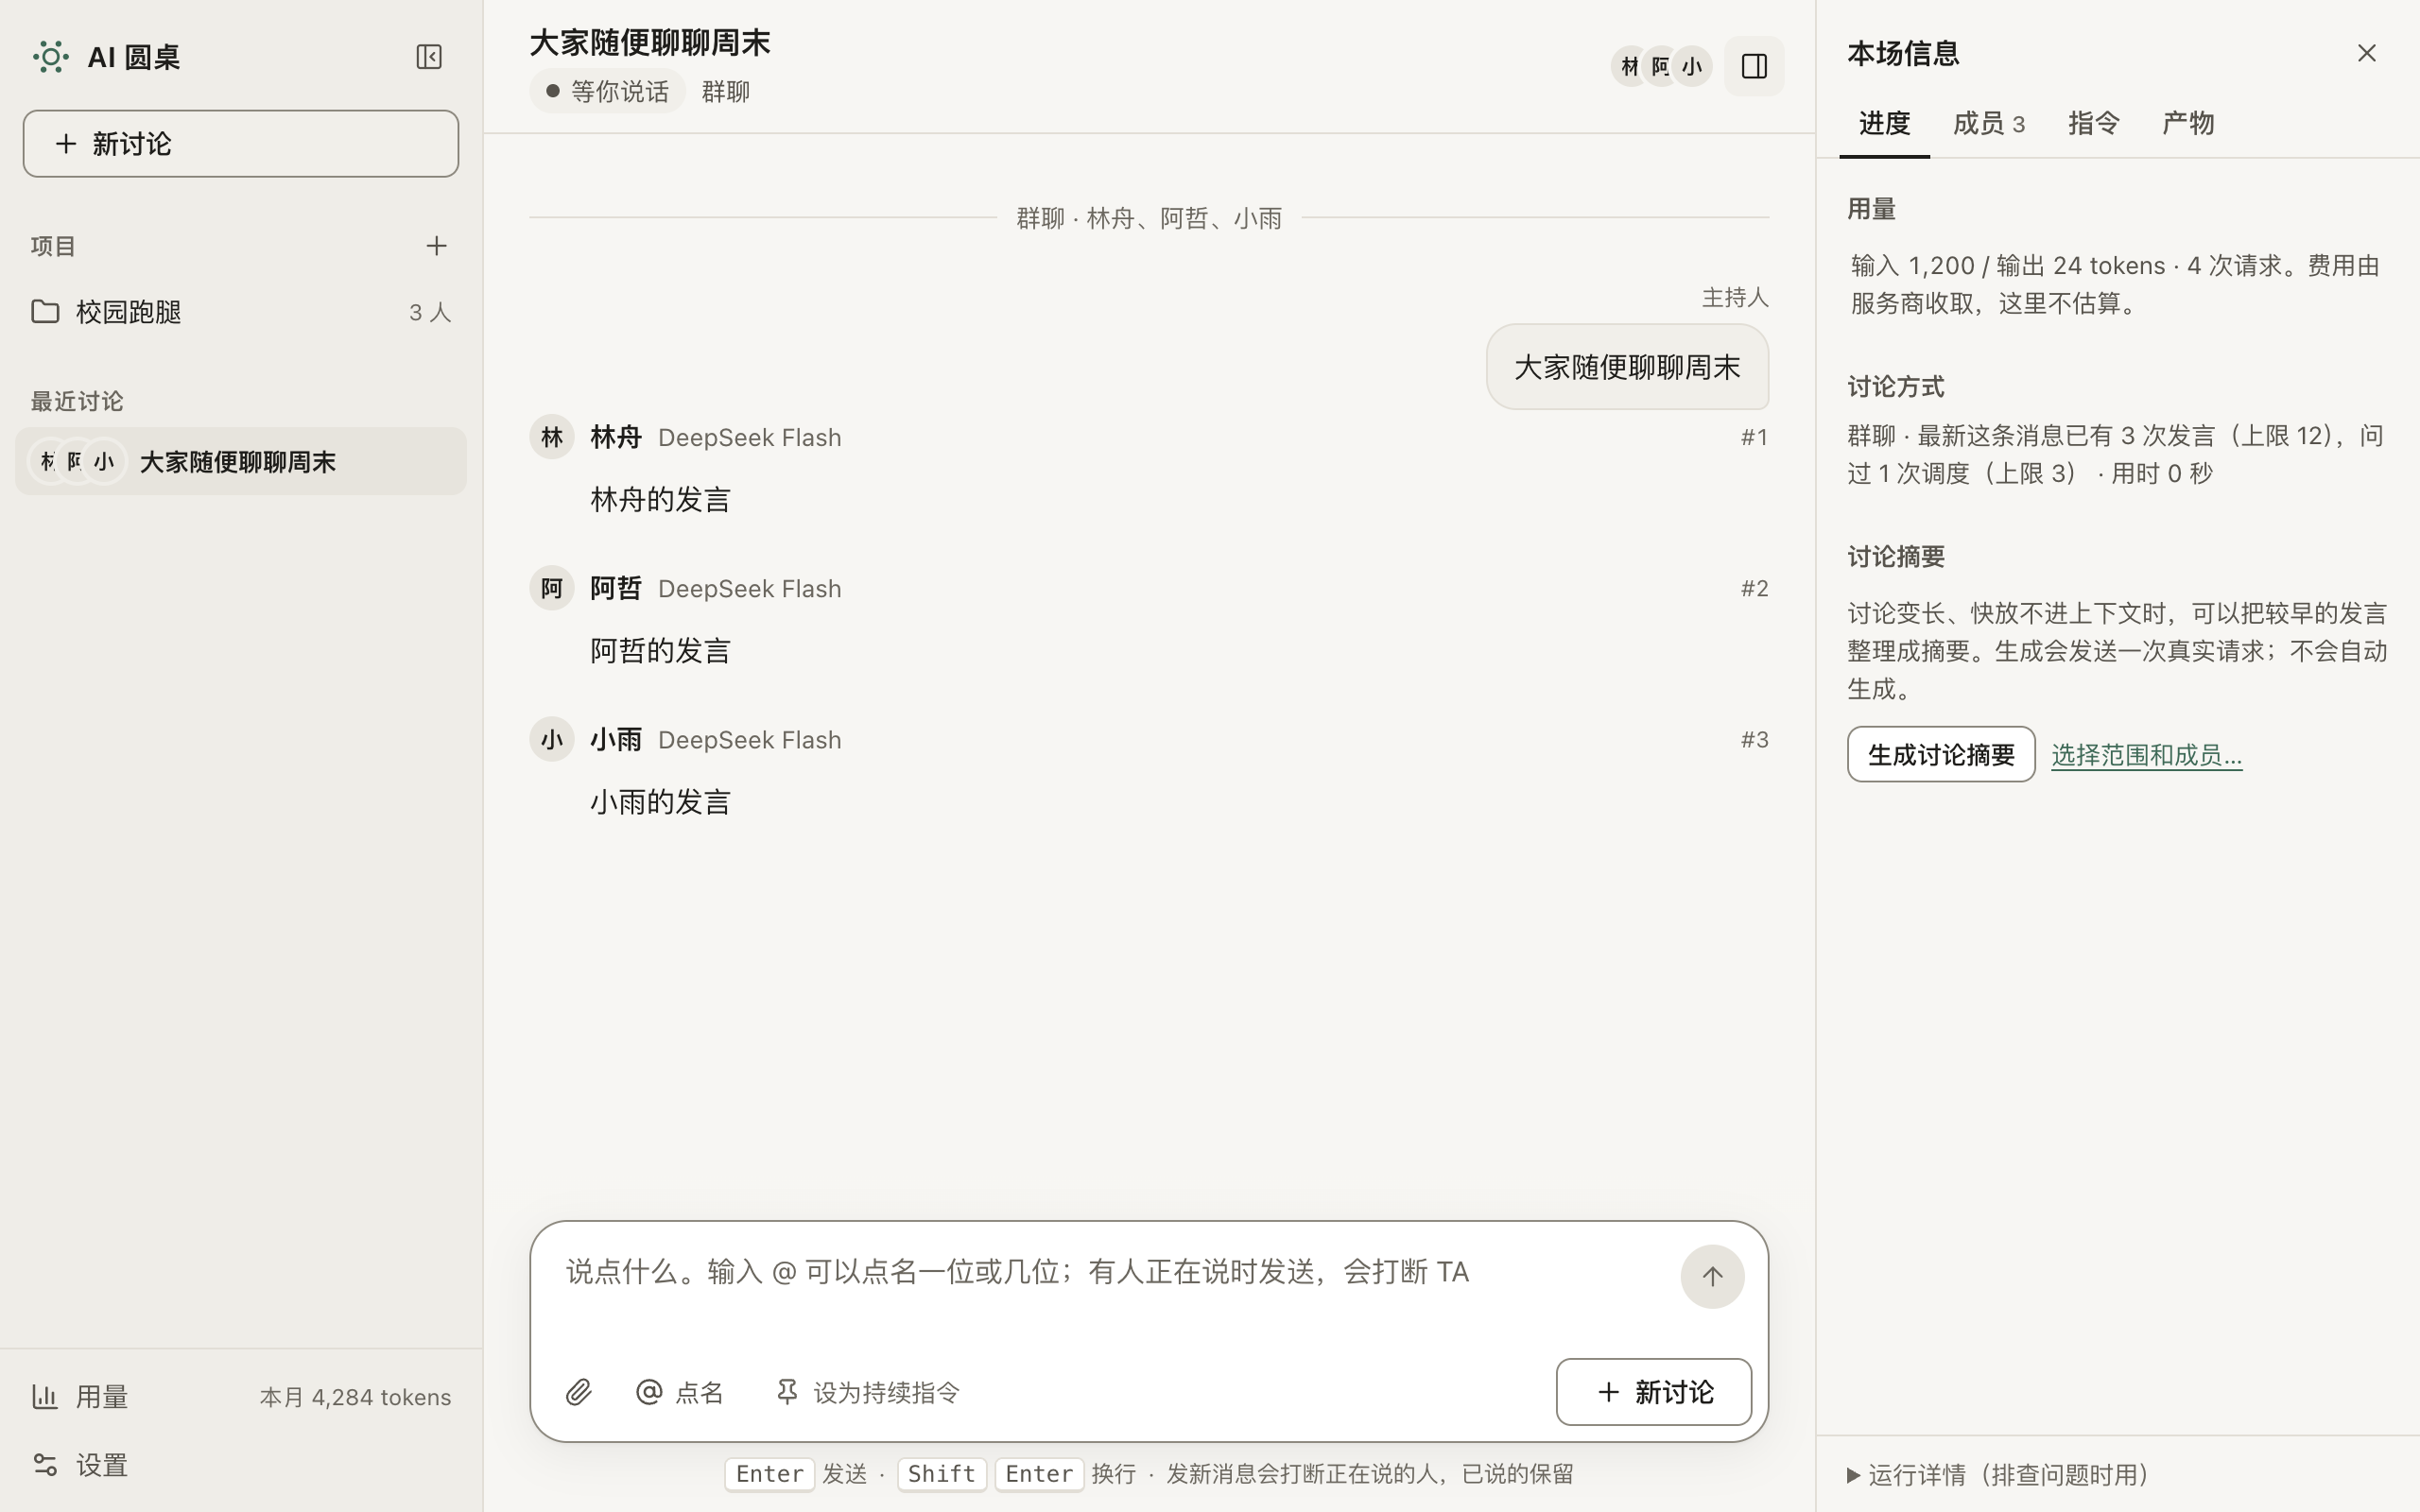 AI 圆桌
新讨论
项目
校园跑腿 3 人
最近讨论
林 阿 小 大家随便聊聊周末
用量 本月 4,284 tokens
设置
大家随便聊聊周末
等你说话 群聊
林 阿 小
群聊 · 林舟、阿哲、小雨
主持人
大家随便聊聊周末
林 林舟 DeepSeek Flash #1
林舟的发言
阿 阿哲 DeepSeek Flash #2
阿哲的发言
小 小雨 DeepSeek Flash #3
小雨的发言
说点什么。输入 @ 可以点名一位或几位；有人正在说时发送，会打断 TA
点名 设为持续指令 新讨论
Enter 发送 · Shift Enter 换行 · 发新消息会打断正在说的人，已说的保留
本场信息
进度 成员 3 指令 产物
用量
输入 1,200 / 输出 24 tokens · 4 次请求。费用由
服务商收取，这里不估算。
讨论方式
群聊 · 最新这条消息已有 3 次发言（上限 12），问
过 1 次调度（上限 3） · 用时 0 秒
讨论摘要
讨论变长、快放不进上下文时，可以把较早的发言
整理成摘要。生成会发送一次真实请求；不会自动
生成。
生成讨论摘要 选择范围和成员…
运行详情（排查问题时用）